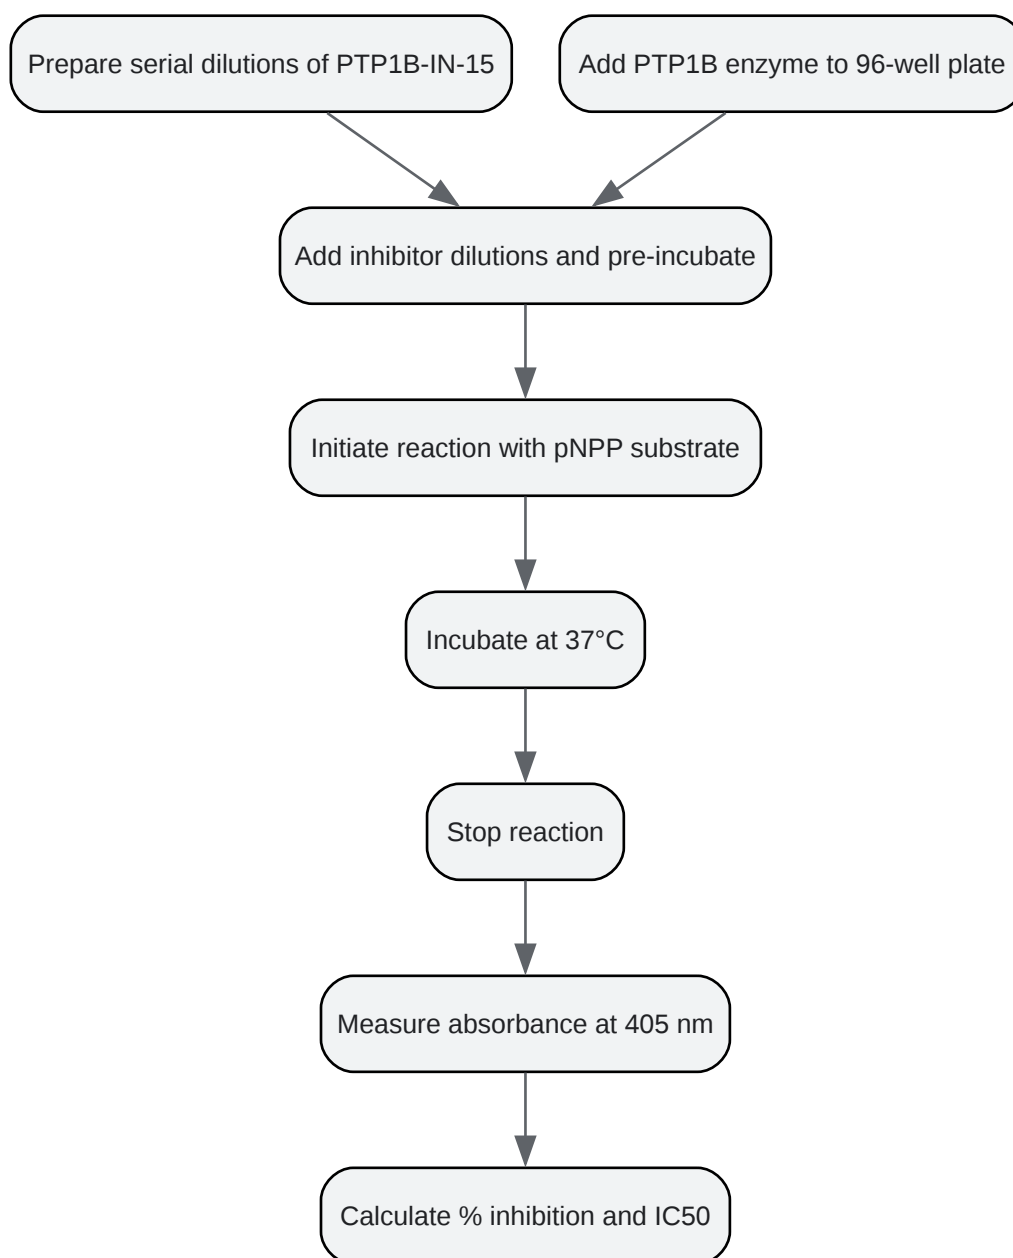 Prepare serial dilutions of PTP1B-IN-15
Add PTP1B enzyme to 96-well plate
Add inhibitor dilutions and pre-incubate
Initiate reaction with pNPP substrate
Incubate at 37°C
Stop reaction
Measure absorbance at 405 nm
Calculate % inhibition and IC50